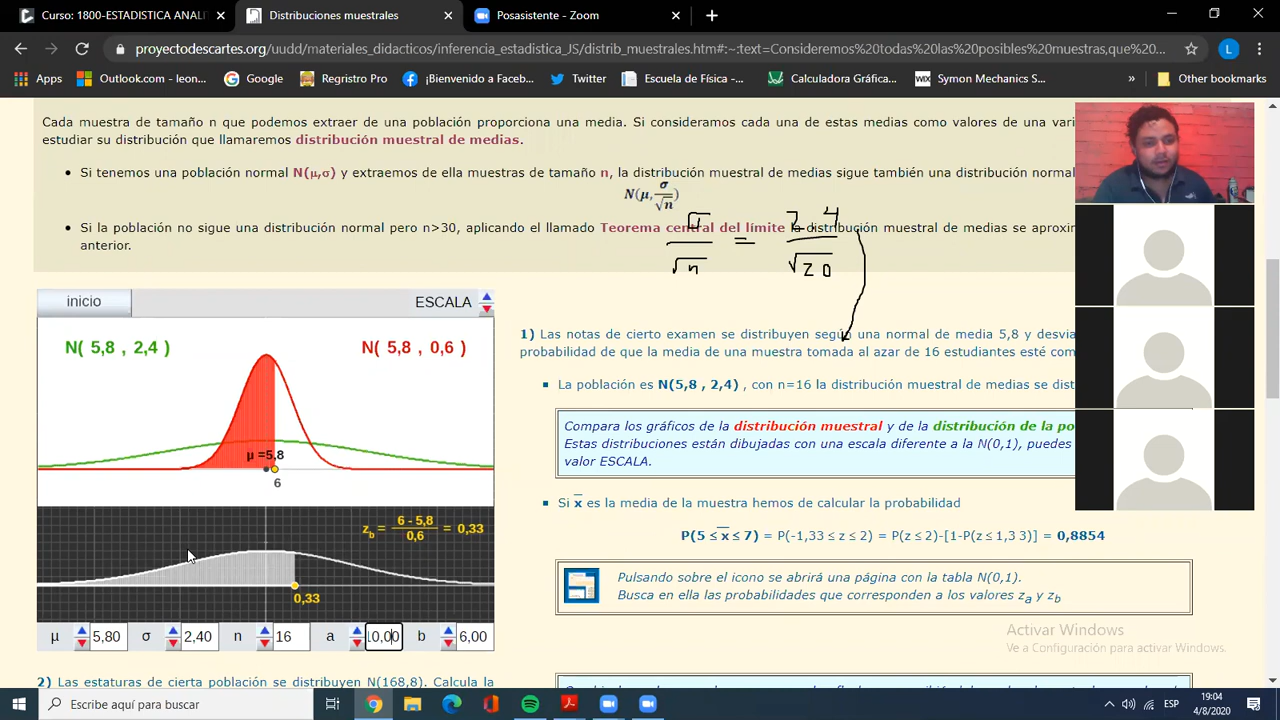 Curso: 1800-ESTADISTICA ANALI
Distribuciones muestrales
Posasistente - Zoom
proyectodescartes.org/uudd/materiales_didacticos/inferencia_estadistica_JS/distrib_muestrales.htm#:~:text=Consideremos%20todas%20las%20posibles%20muestras,que%20...
L
Apps
Outlook.com - leon...
Google
Registro Pro
¡Bienvenido a Faceb...
Twitter
Escuela de Física -...
Calculadora Gráfica...
WIX
Symon Mechanics S...
»
Other bookmarks
Cada muestra de tamaño n que podemos extraer de una población proporciona una media. Si consideramos cada una de estas medias como valores de una vari
estudiar su distribución que llamaremos distribución muestral de medias.
Si tenemos una población normal N(μ,σ) y extraemos de ella muestras de tamaño n, la distribución muestral de medias sigue también una distribución normal
N(μ, σ/√n)
Si la población no sigue una distribución normal pero n>30, aplicando el llamado Teorema central del límite la distribución muestral de medias se aproxim
anterior.
σ/√n = 2.4/√20
inicio
ESCALA
N( 5,8 , 2,4 )
N( 5,8 , 0,6 )
μ =5,8
6
z_b = (6 - 5,8)/0,6 = 0,33
0,33
μ 5,80 σ 2,40 n 16 a 10,00 b 6,00
1) Las notas de cierto examen se distribuyen según una normal de media 5,8 y desvia
probabilidad de que la media de una muestra tomada al azar de 16 estudiantes esté com
La población es N(5,8 , 2,4) , con n=16 la distribución muestral de medias se dist
Compara los gráficos de la distribución muestral y de la distribución de la po
Estas distribuciones están dibujadas con una escala diferente a la N(0,1), puedes
valor ESCALA.
Si x̅ es la media de la muestra hemos de calcular la probabilidad
P(5 ≤ x̅ ≤ 7) = P(-1,33 ≤ z ≤ 2) = P(z ≤ 2)-[1-P(z ≤ 1,3 3)] = 0,8854
Pulsando sobre el icono se abrirá una página con la tabla N(0,1).
Busca en ella las probabilidades que corresponden a los valores z_a y z_b
Activar Windows
Ve a Configuración para activar Windows.
2) Las estaturas de cierta población se distribuyen N(168,8). Calcula la
Escribe aquí para buscar
ESP
19:04
4/8/2020